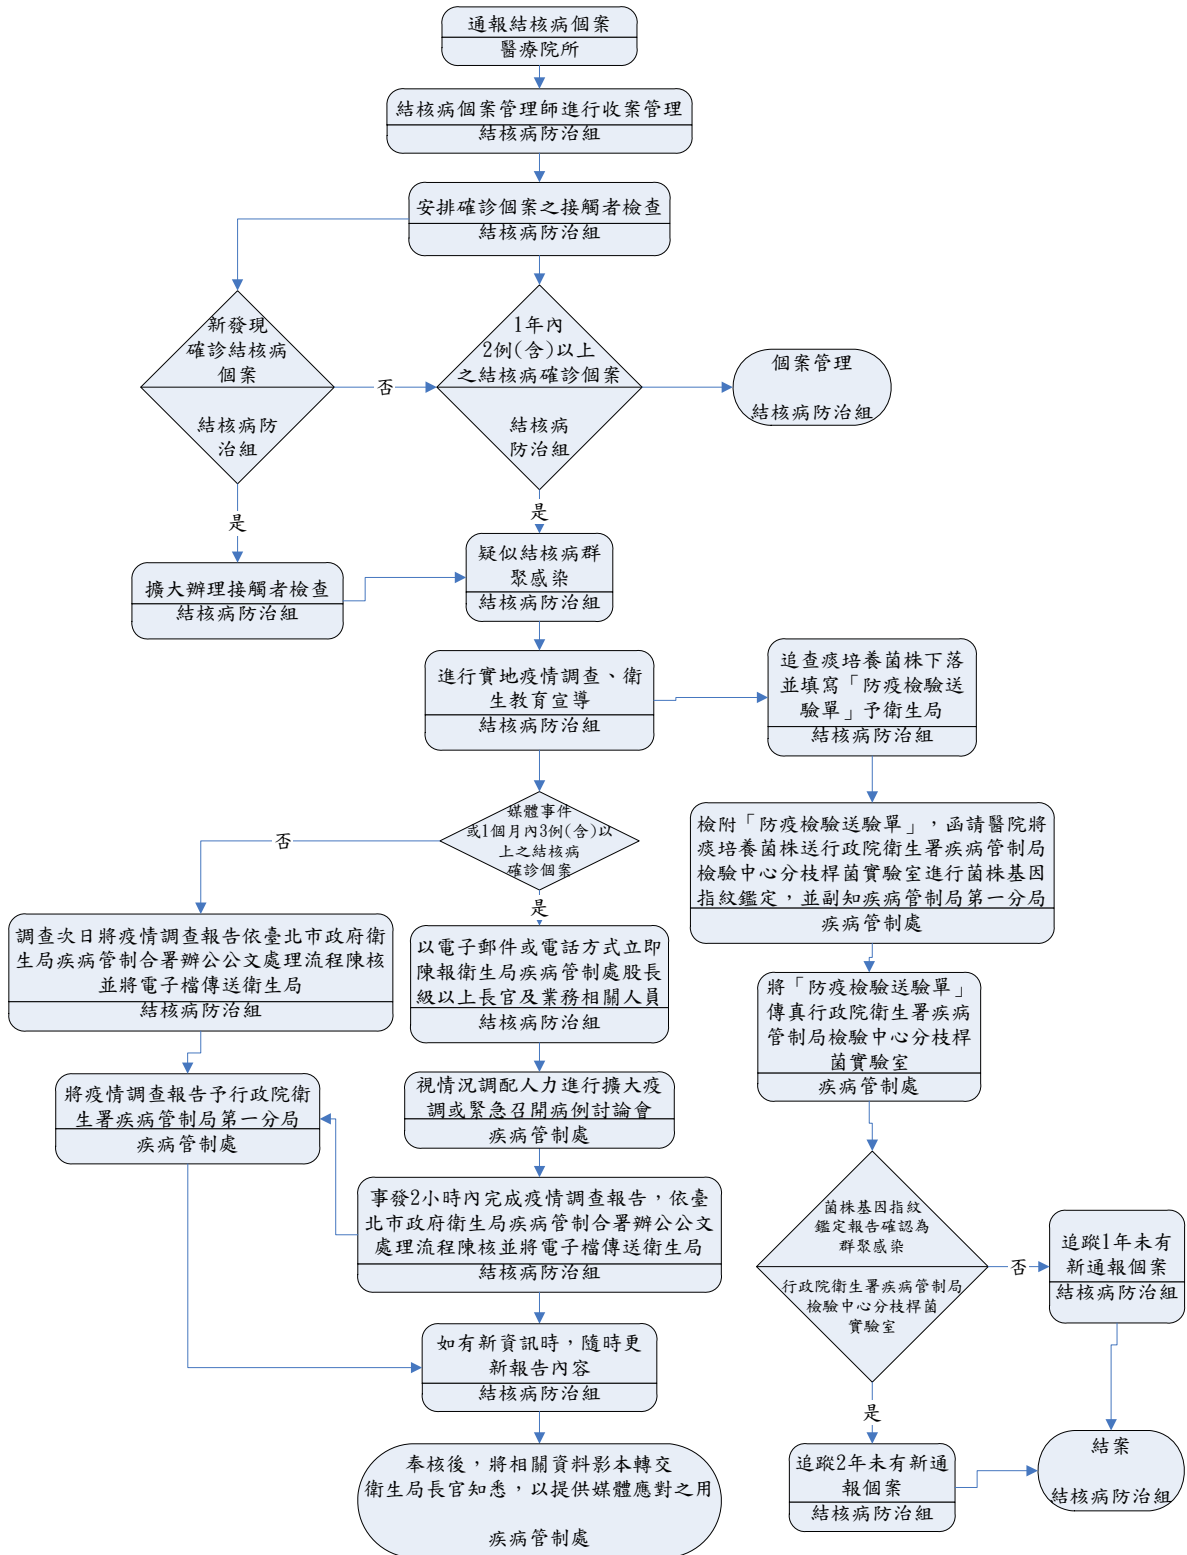 通報結核病個案
醫療院所
結核病個案管理師進行收案管理
結核病防治組
安排確診個案之接觸者檢查
結核病防治組
新發現
確診結核病
個案
結核病防
治組
否
1年內
2例(含)以上
之結核病確診個案
結核病
防治組
個案管理
結核病防治組
是
是
擴大辦理接觸者檢查
結核病防治組
疑似結核病群
聚感染
結核病防治組
進行實地疫情調查、衛
生教育宣導
結核病防治組
追查痰培養菌株下落
並填寫「防疫檢驗送
驗單」予衛生局
結核病防治組
媒體事件
或1個月內3例(含)以
上之結核病
確診個案
否
是
檢附「防疫檢驗送驗單」，函請醫院將
痰培養菌株送行政院衛生署疾病管制局
檢驗中心分枝桿菌實驗室進行菌株基因
指紋鑑定，並副知疾病管制局第一分局
疾病管制處
調查次日將疫情調查報告依臺北市政府衛
生局疾病管制合署辦公公文處理流程陳核
並將電子檔傳送衛生局
結核病防治組
以電子郵件或電話方式立即
陳報衛生局疾病管制處股長
級以上長官及業務相關人員
結核病防治組
將「防疫檢驗送驗單」
傳真行政院衛生署疾病
管制局檢驗中心分枝桿
菌實驗室
疾病管制處
將疫情調查報告予行政院衛
生署疾病管制局第一分局
疾病管制處
視情況調配人力進行擴大疫
調或緊急召開病例討論會
疾病管制處
事發2小時內完成疫情調查報告，依臺
北市政府衛生局疾病管制合署辦公公文
處理流程陳核並將電子檔傳送衛生局
結核病防治組
菌株基因指紋
鑑定報告確認為
群聚感染
行政院衛生署疾病管制局
檢驗中心分枝桿菌
實驗室
否
追蹤1年未有
新通報個案
結核病防治組
如有新資訊時，隨時更
新報告內容
結核病防治組
是
奉核後，將相關資料影本轉交
衛生局長官知悉，以提供媒體應對之用
疾病管制處
追蹤2年未有新通
報個案
結核病防治組
結案
結核病防治組